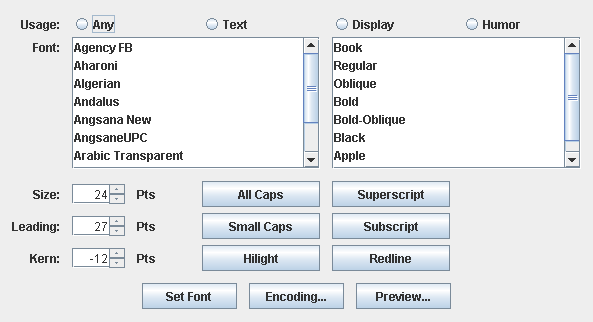 Usage: Any Text Display Humor
Font: Agency FB Book
Aharoni Regular
Algerian Oblique
Andalus Bold
Angsana New Bold-Oblique
AngsaneUPC Black
Arabic Transparent Apple
Size: 24 Pts All Caps Superscript
Leading: 27 Pts Small Caps Subscript
Kern: -12 Pts Hilight Redline
Set Font Encoding... Preview...